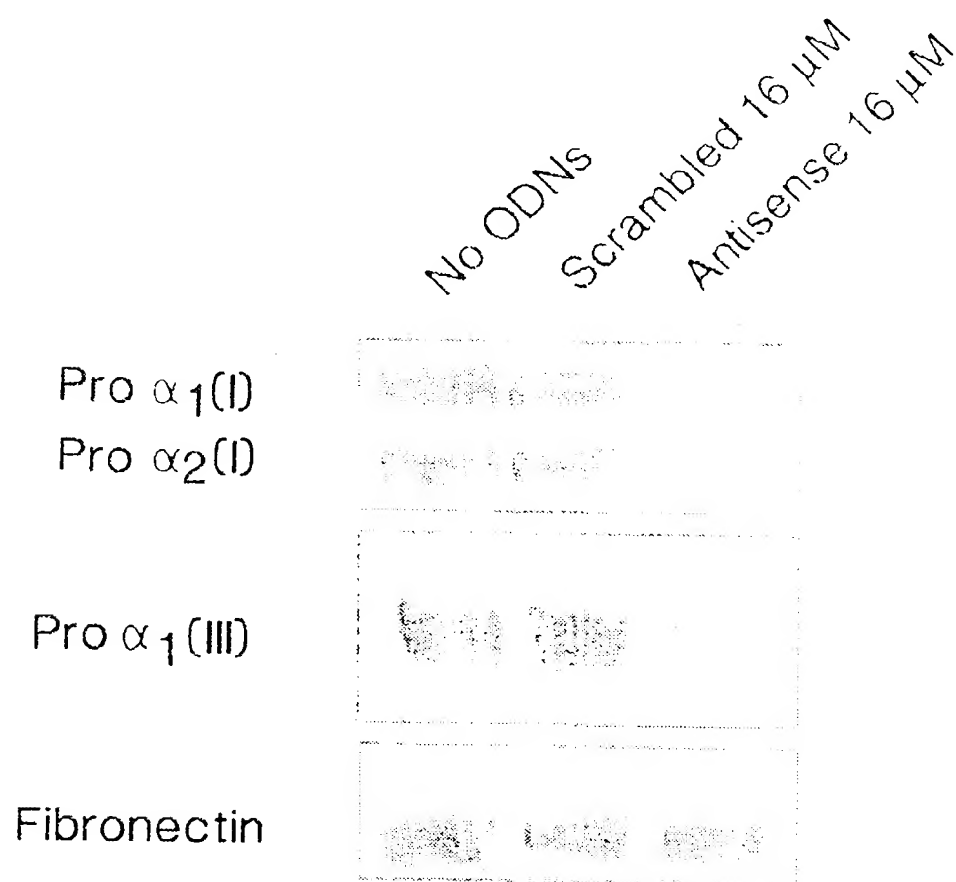 No ODNs
Scrambled 16 μM
Antisense 16 μM
Pro α1(I)
Pro α2(I)
Pro α1(III)
Fibronectin